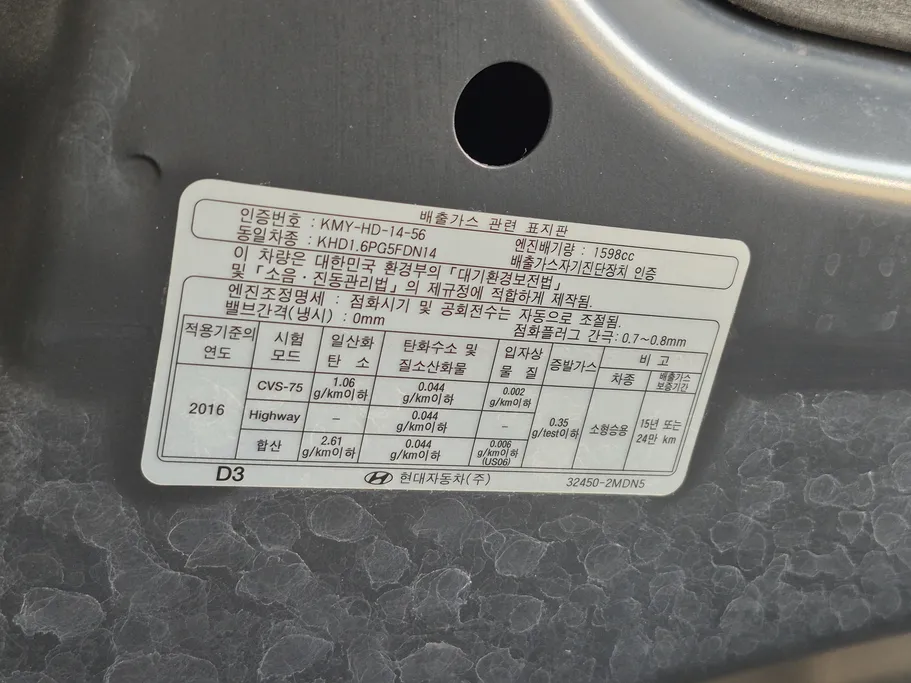 배출가스 관련 표지판
인증번호 : KMY-HD-14-56 엔진배기량 : 1598cc
동일차종 : KHD1.6PG5FDN14 배출가스자기진단장치 인증
이 차량은 대한민국 환경부의 「대기환경보전법」
및 「소음·진동관리법」의 제규정에 적합하게 제작됨.
엔진조정명세 : 점화시기 및 공회전수는 자동으로 조절됨.
밸브간격(냉시) : 0mm 점화플러그 간극: 0.7~0.8mm
적용기준의 연도 시험 모드 일산화 탄소 탄화수소 및 질소산화물 입자상 물질 증발가스 비고
차종 배출가스 보증기간
2016 CVS-75 1.06 g/km이하 0.044 g/km이하 0.002 g/km이하 0.35 g/test이하 소형승용 15년 또는 24만 km
Highway – 0.044 g/km이하 –
합산 2.61 g/km이하 0.044 g/km이하 0.006 g/km이하 (US06)
D3 현대자동차(주) 32450-2MDN5